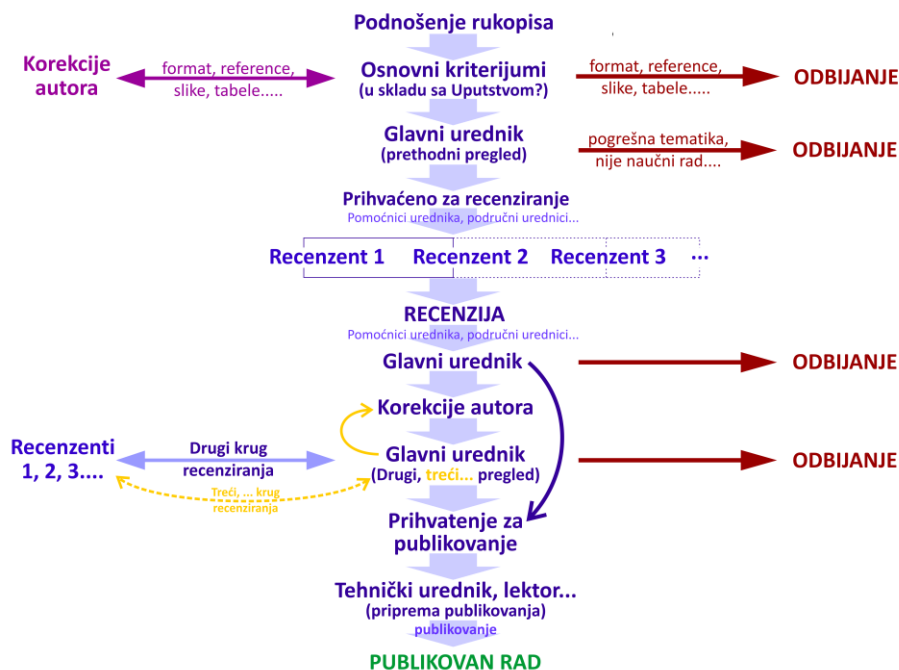 Podnošenje rukopisa
Korekcije
autora
format, reference,
slike, tabele.....
Osnovni kriterijumi
(u skladu sa Uputstvom?)
format, reference,
slike, tabele.....
ODBIJANJE
Glavni urednik
(prethodni pregled)
pogrešna tematika,
nije naučni rad....
ODBIJANJE
Prihvaćeno za recenziranje
Pomoćnici urednika, područni urednici...
Recenzent 1
Recenzent 2
Recenzent 3
...
RECENZIJA
Pomoćnici urednika, područni urednici...
Glavni urednik
ODBIJANJE
Korekcije autora
Recenzenti
1, 2, 3....
Drugi krug
recenziranja
Glavni urednik
(Drugi, treći... pregled)
ODBIJANJE
Treći, ... krug
recenziranja
Prihvatenje za
publikovanje
Tehnički urednik, lektor...
(priprema publikovanja)
publikovanje
PUBLIKOVAN RAD